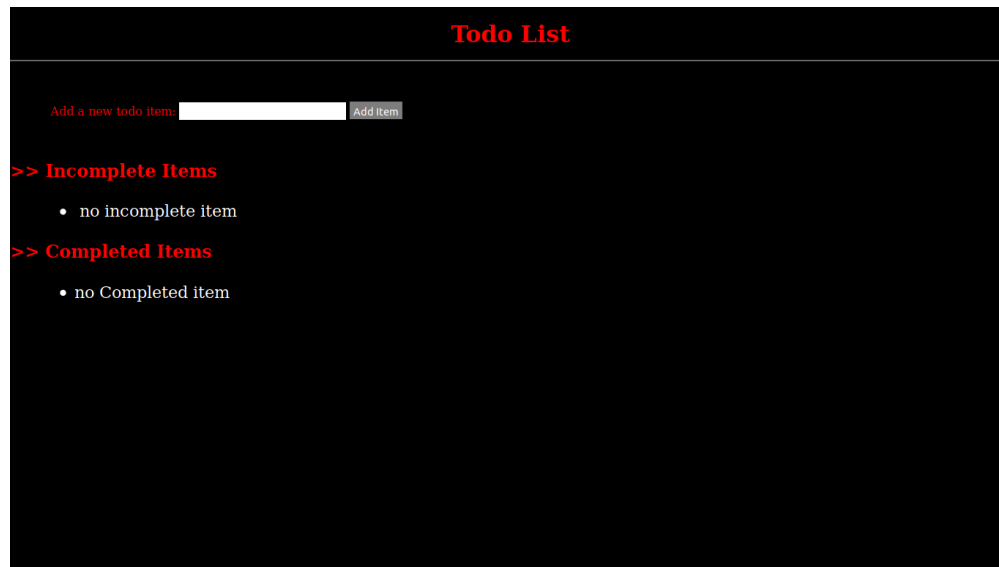 Todo List
Add a new todo item: Add Item
>> Incomplete Items
no incomplete item
>> Completed Items
no Completed item